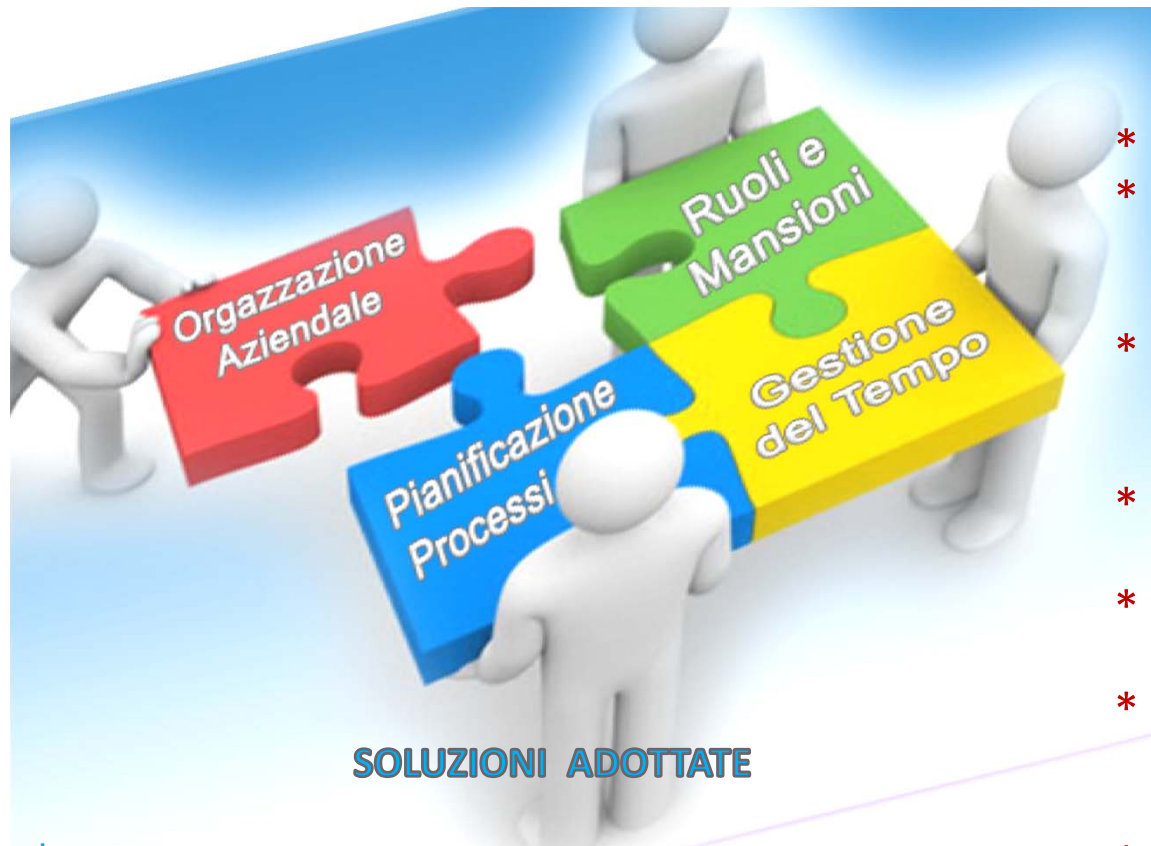 Orgazzazione
Aziendale
Ruoli e
Mansioni
Pianificazione
Processi
Gestione
del Tempo
SOLUZIONI ADOTTATE
*
*
*
*
*
*